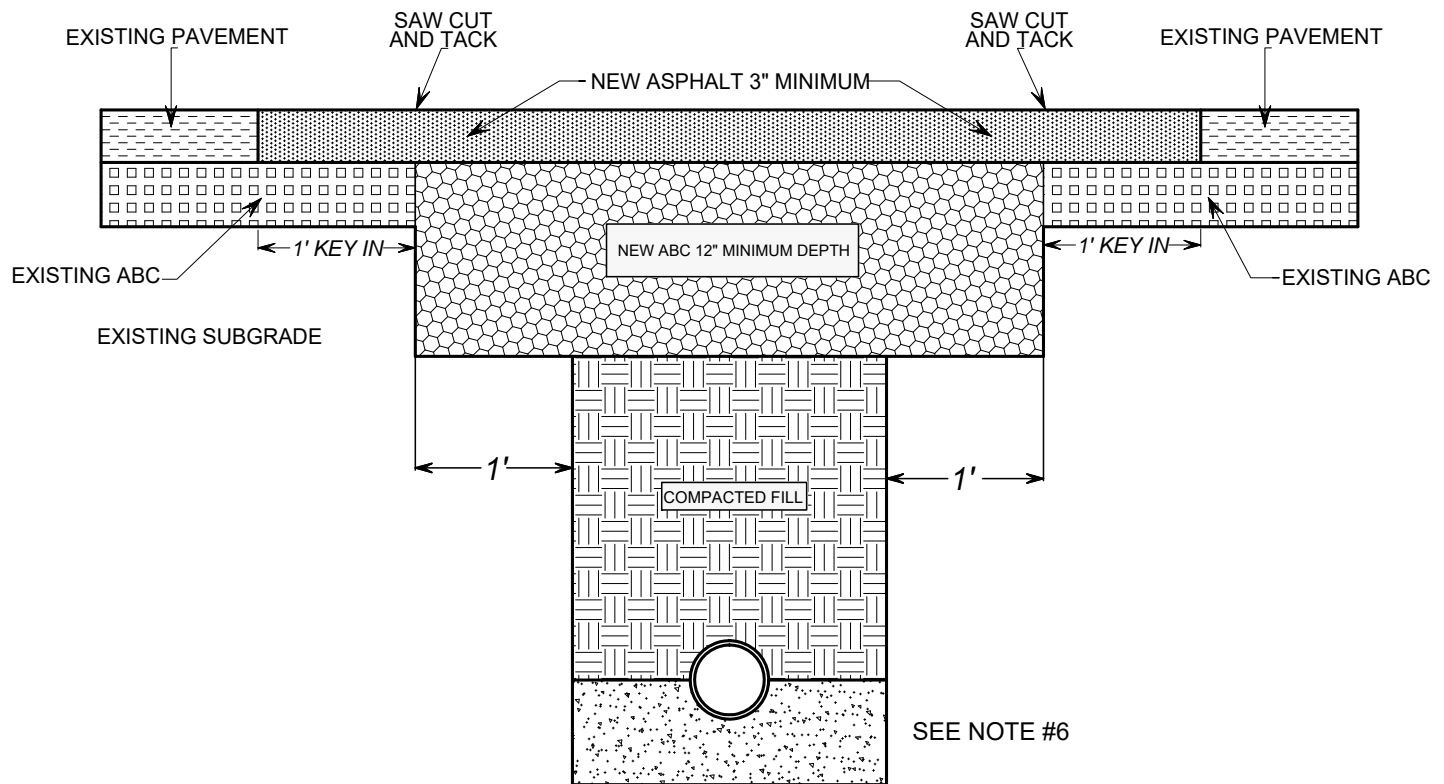 SAW CUT
AND TACK
SAW CUT
AND TACK
EXISTING PAVEMENT
EXISTING PAVEMENT
NEW ASPHALT 3" MINIMUM
NEW ABC 12" MINIMUM DEPTH
1' KEY IN
1' KEY IN
EXISTING ABC
EXISTING ABC
EXISTING SUBGRADE
1'
1'
COMPACTED FILL
SEE NOTE #6